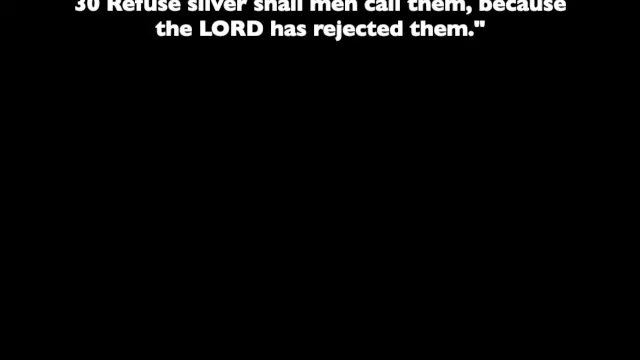 30 Refuse silver shall men call them, because
the LORD has rejected them."